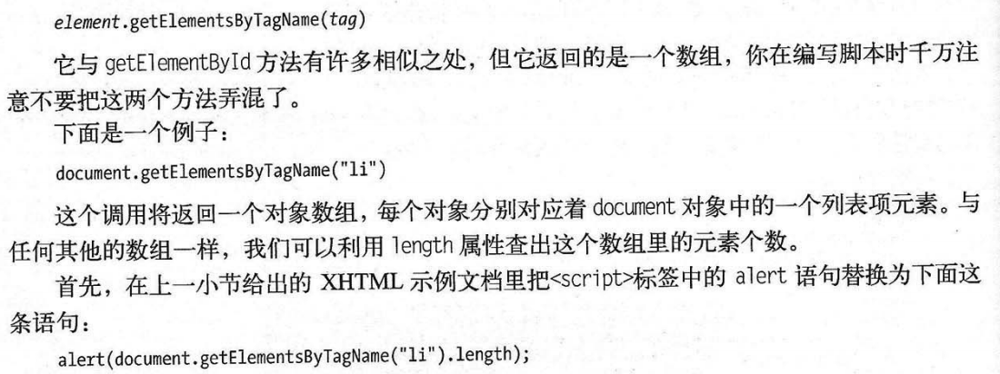 element.getElementsByTagName(tag)
它与 getElementById 方法有许多相似之处，但它返回的是一个数组，你在编写脚本时千万注
意不要把这两个方法弄混了。
下面是一个例子：
document.getElementsByTagName("li")
这个调用将返回一个对象数组，每个对象分别对应着 document 对象中的一个列表项元素。与
任何其他的数组一样，我们可以利用 length 属性查出这个数组里的元素个数。
首先，在上一小节给出的 XHTML 示例文档里把<script>标签中的 alert 语句替换为下面这
条语句：
alert(document.getElementsByTagName("li").length);